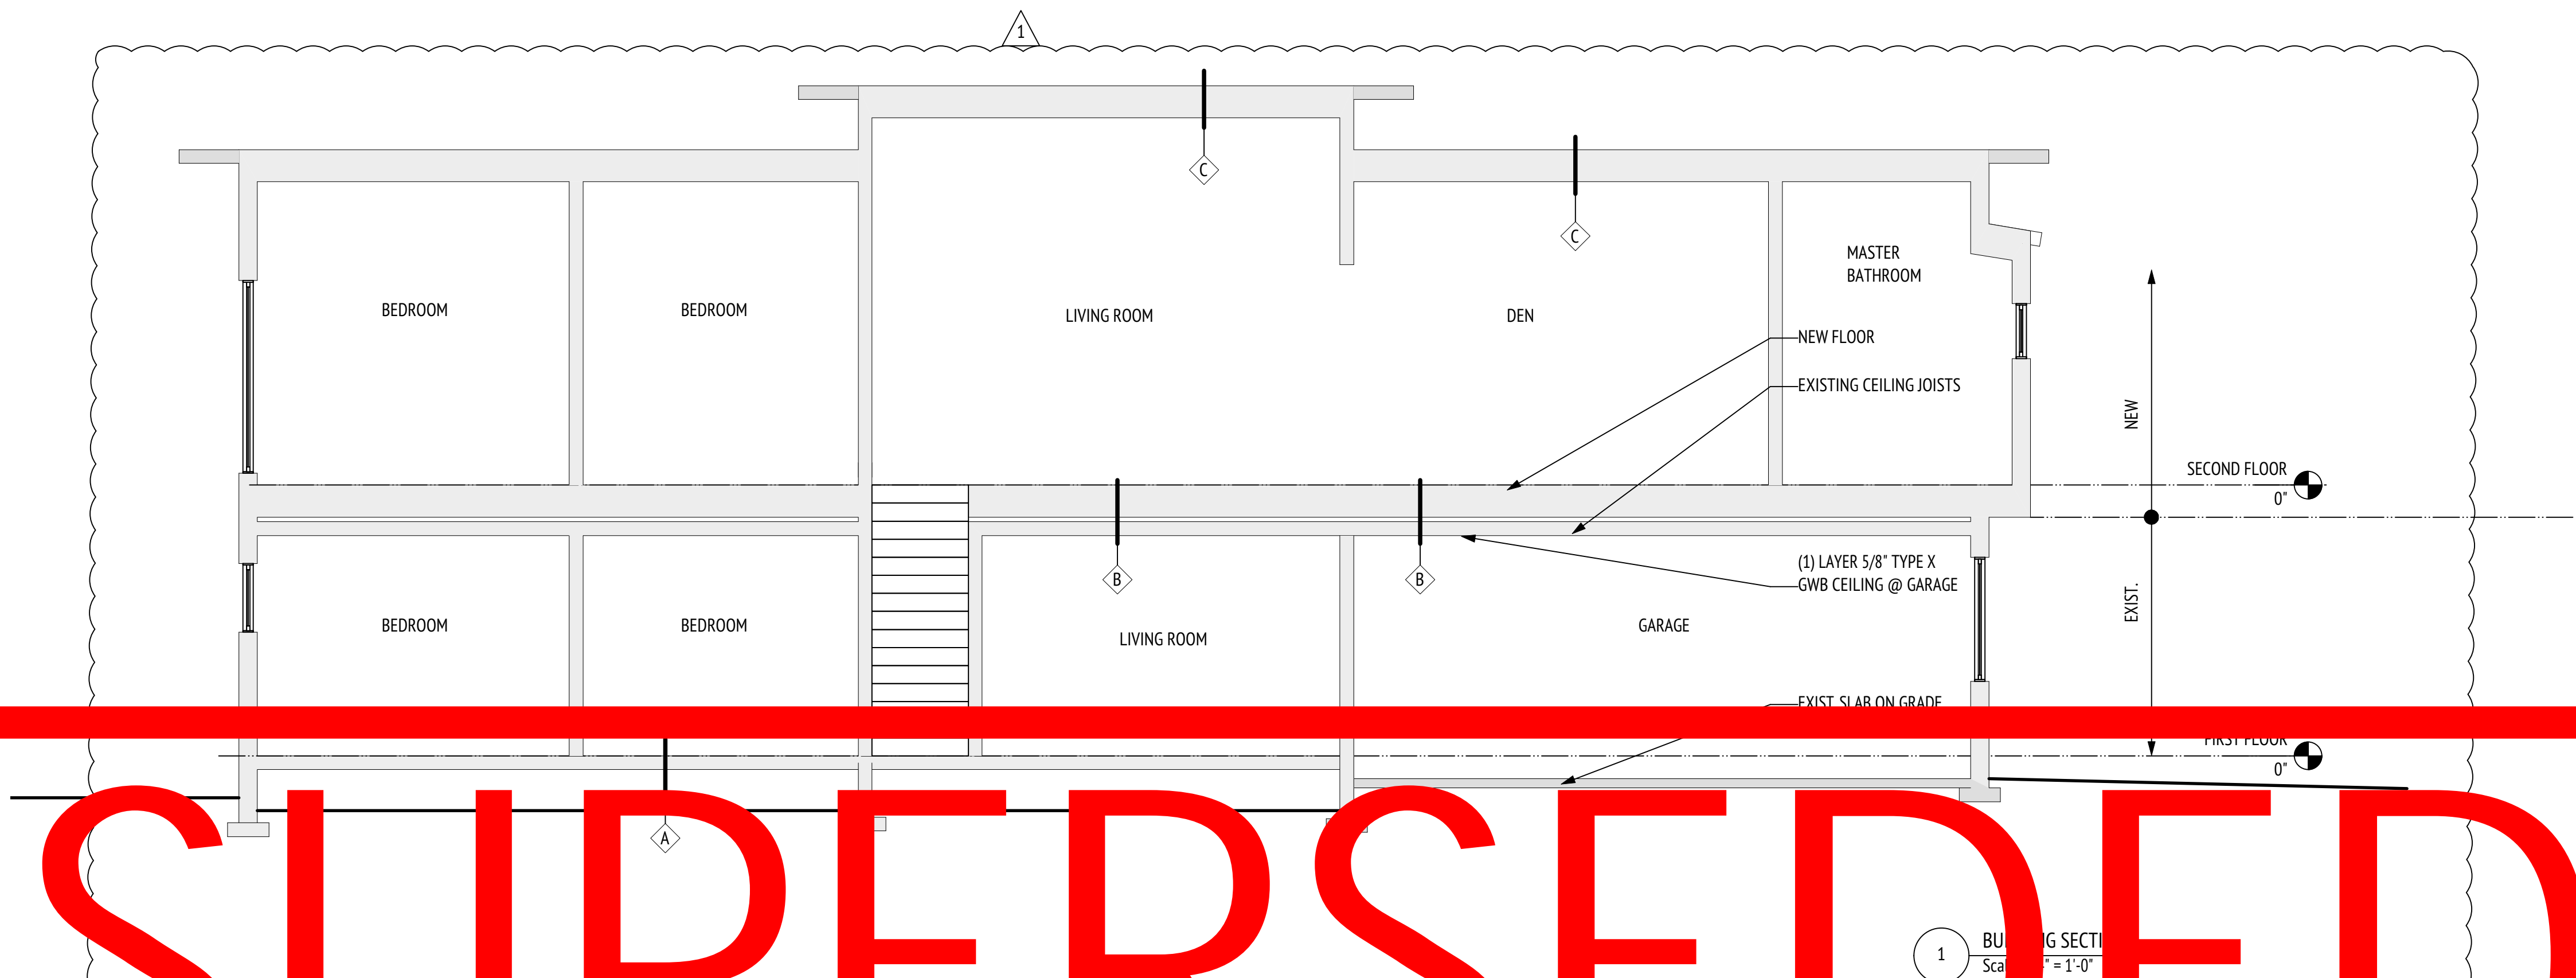 1
C
C
MASTER
BATHROOM
BEDROOM
BEDROOM
LIVING ROOM
DEN
NEW FLOOR
EXISTING CEILING JOISTS
NEW
SECOND FLOOR
0"
(1) LAYER 5/8" TYPE X
GWB CEILING @ GARAGE
B
B
EXIST.
BEDROOM
BEDROOM
LIVING ROOM
GARAGE
EXIST. SLAB ON GRADE
FIRST FLOOR
0"
A
SUPERSEDED
1
" = 1'-0"